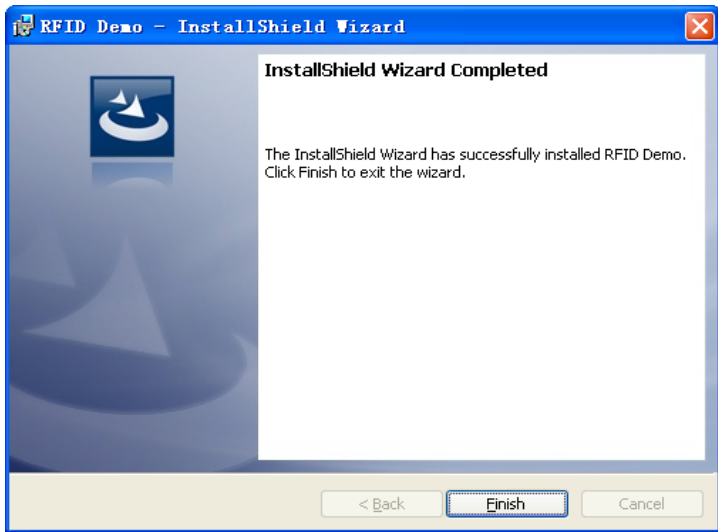 RFID Demo - InstallShield Wizard
InstallShield Wizard Completed
The InstallShield Wizard has successfully installed RFID Demo.
Click Finish to exit the wizard.
< Back
Finish
Cancel